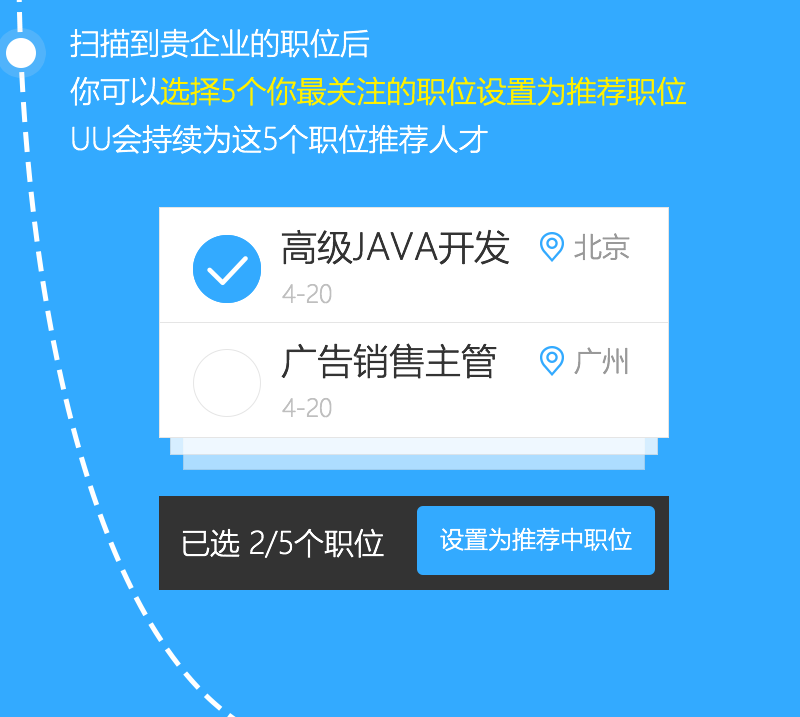 扫描到贵企业的职位后
你可以选择5个你最关注的职位设置为推荐职位
UU会持续为这5个职位推荐人才
高级JAVA开发 北京
4-20
广告销售主管 广州
4-20
已选 2/5个职位 设置为推荐中职位